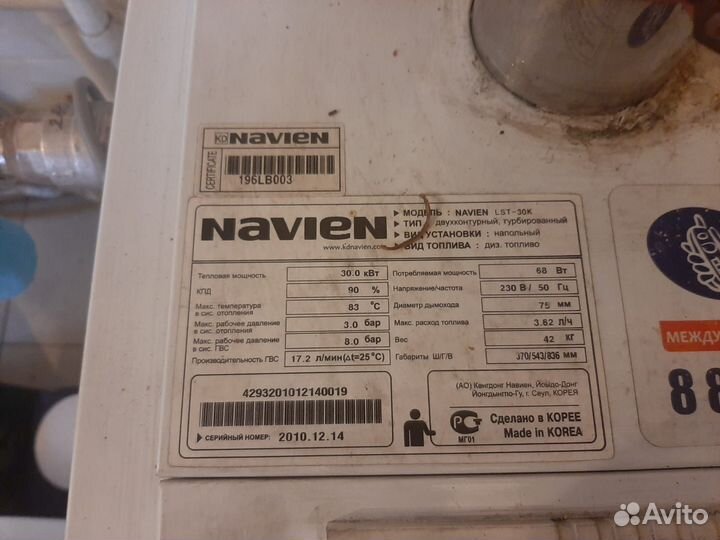 KD NAVIEN
CERTIFICATE
196LB003
NAVIEN
www.kdnavien.com
МОДЕЛЬ : NAVIEN LST-30K
ТИП : двухконтурный, турбированный
ВИД УСТАНОВКИ : напольный
ВИД ТОПЛИВА : диз. топливо
Тепловая мощность 30.0 кВт
КПД 90 %
Макс. температура в сис. отопления 83 °C
Макс. рабочее давление в сис. отопления 3.0 бар
Макс. рабочее давление в сис. ГВС 8.0 бар
Производительность ГВС 17.2 л/мин(Δt=25°C)
Потребляемая мощность 68 Вт
Напряжение/частота 230 В / 50 Гц
Диаметр дымохода 75 мм
Макс. расход топлива 3.62 л/ч
Вес 42 кг
Габариты Ш/Г/В 370/543/836 мм
4293201012140019
СЕРИЙНЫЙ НОМЕР: 2010.12.14
(АО) Кёнгдонг Навиен, Йоидо-Донг
Йонгдынгпо-Гу, г. Сеул, КОРЕЯ
РСТ
МГ01
Сделано в КОРЕЕ
Made in KOREA
МЕЖДУ
8 8
Avito